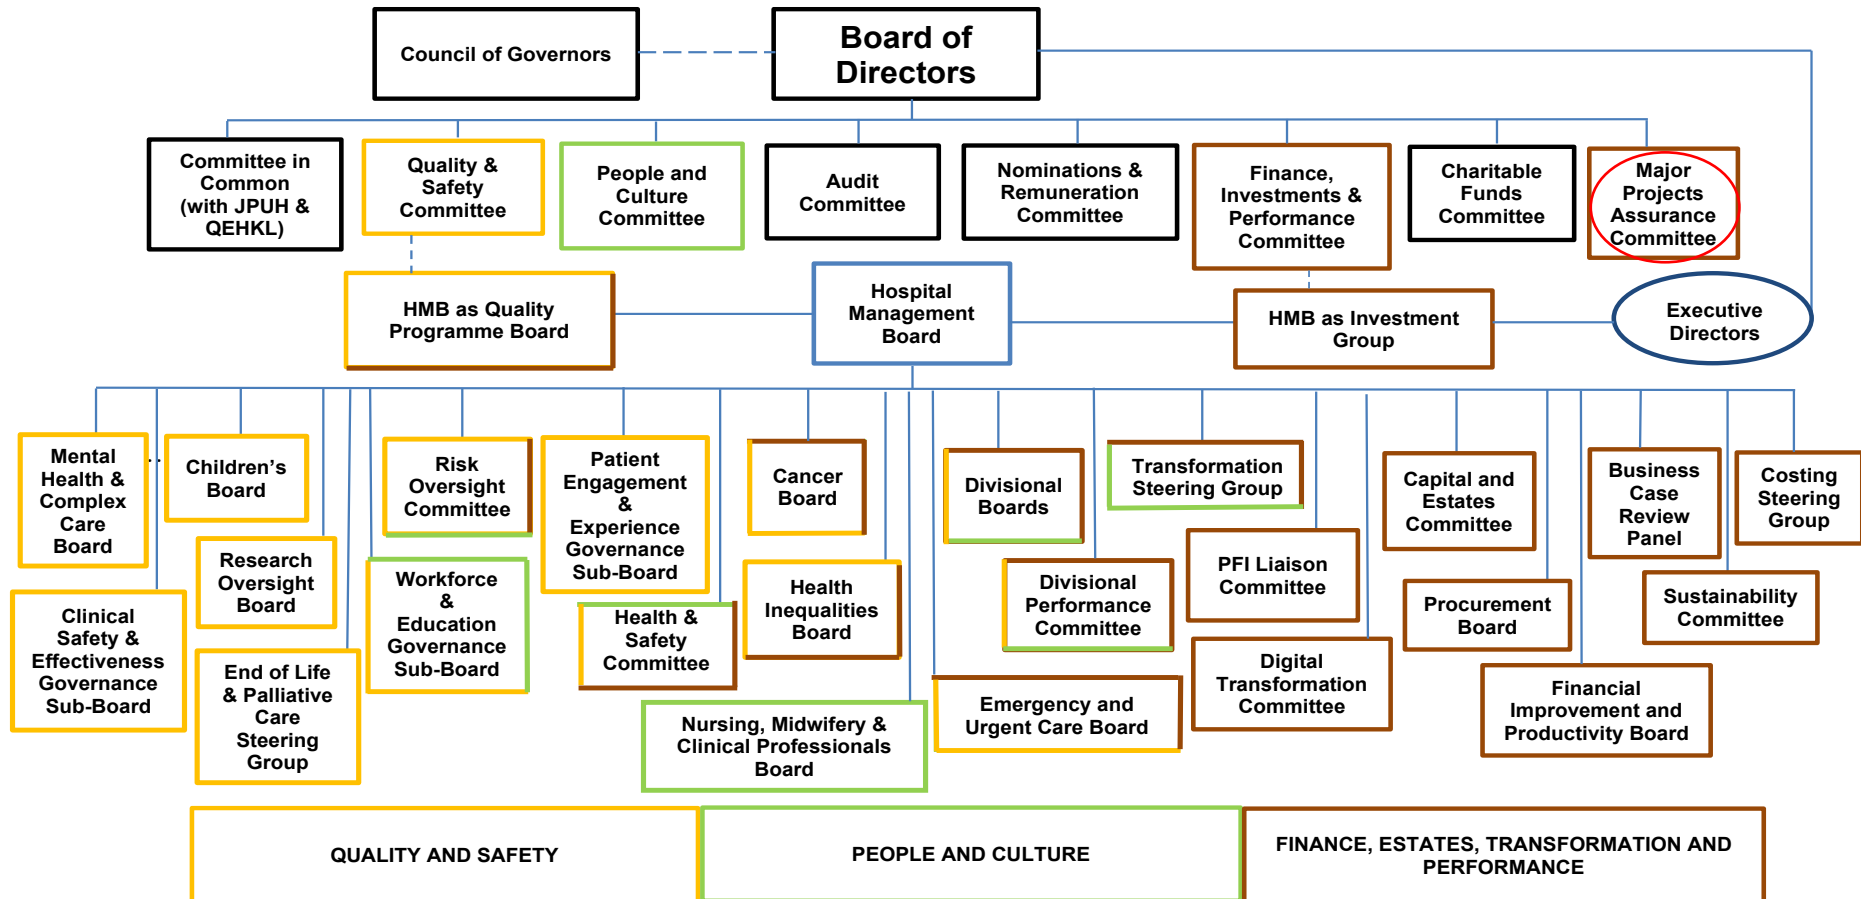 Council of Governors
Board of
Directors
Committee in
Common
(with JPUH &
QEHKL)
Quality &
Safety
Committee
People and
Culture
Committee
Audit
Committee
Nominations &
Remuneration
Committee
Finance,
Investments &
Performance
Committee
Charitable
Funds
Committee
Major
Projects
Assurance
Committee
HMB as Quality
Programme Board
Hospital
Management
Board
HMB as Investment
Group
Executive
Directors
Mental
Health &
Complex
Care
Board
Children's
Board
Risk
Oversight
Committee
Patient
Engagement
&
Experience
Governance
Sub-Board
Cancer
Board
Divisional
Boards
Transformation
Steering Group
Capital and
Estates
Committee
Business
Case
Review
Panel
Costing
Steering
Group
Clinical
Safety &
Effectiveness
Governance
Sub-Board
Research
Oversight
Board
End of Life
& Palliative
Care
Steering
Group
Workforce
&
Education
Governance
Sub-Board
Health &
Safety
Committee
Health
Inequalities
Board
Nursing, Midwifery &
Clinical Professionals
Board
Divisional
Performance
Committee
Emergency and
Urgent Care Board
PFI Liaison
Committee
Digital
Transformation
Committee
Procurement
Board
Financial
Improvement and
Productivity Board
Sustainability
Committee
QUALITY AND SAFETY
PEOPLE AND CULTURE
FINANCE, ESTATES, TRANSFORMATION AND
PERFORMANCE